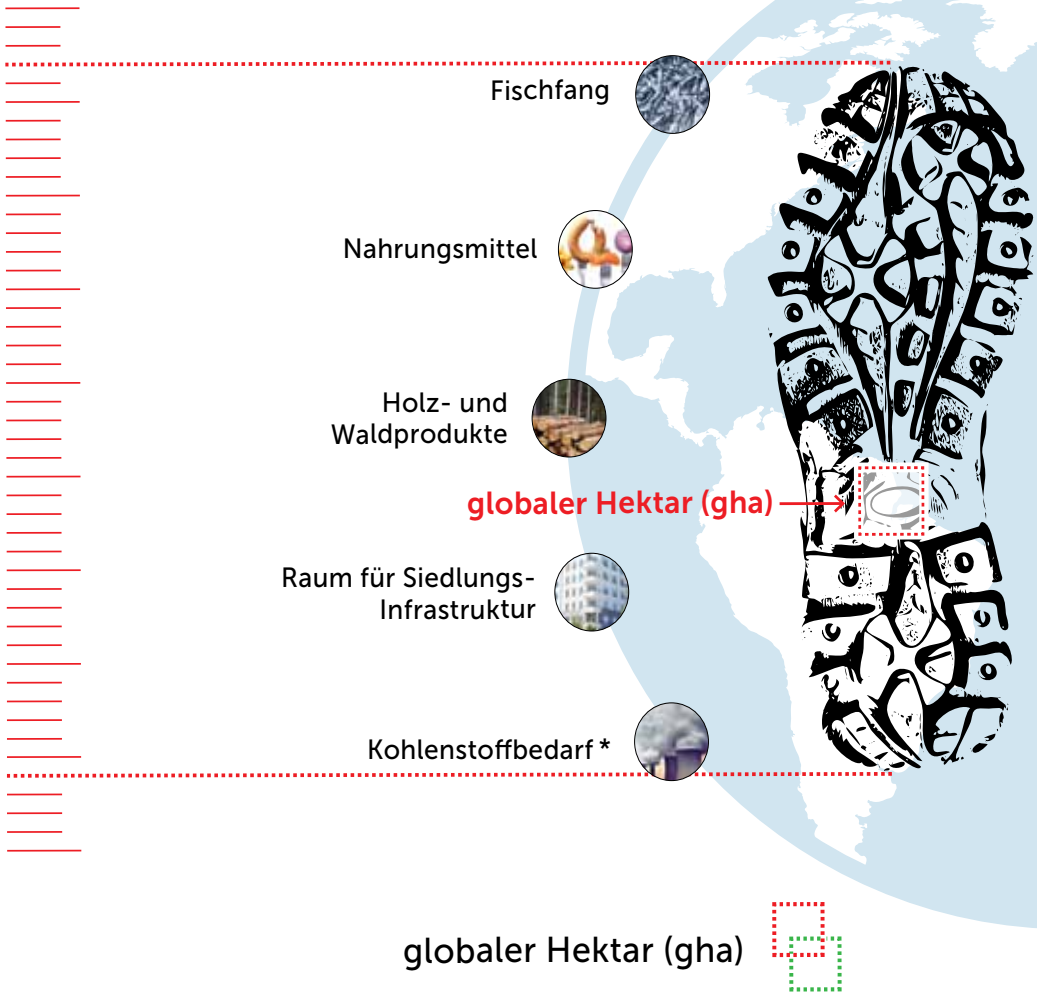 Fischfang
Nahrungsmittel
Holz- und
Waldprodukte
globaler Hektar (gha)
Raum für Siedlungs-
Infrastruktur
Kohlenstoffbedarf *
globaler Hektar (gha)